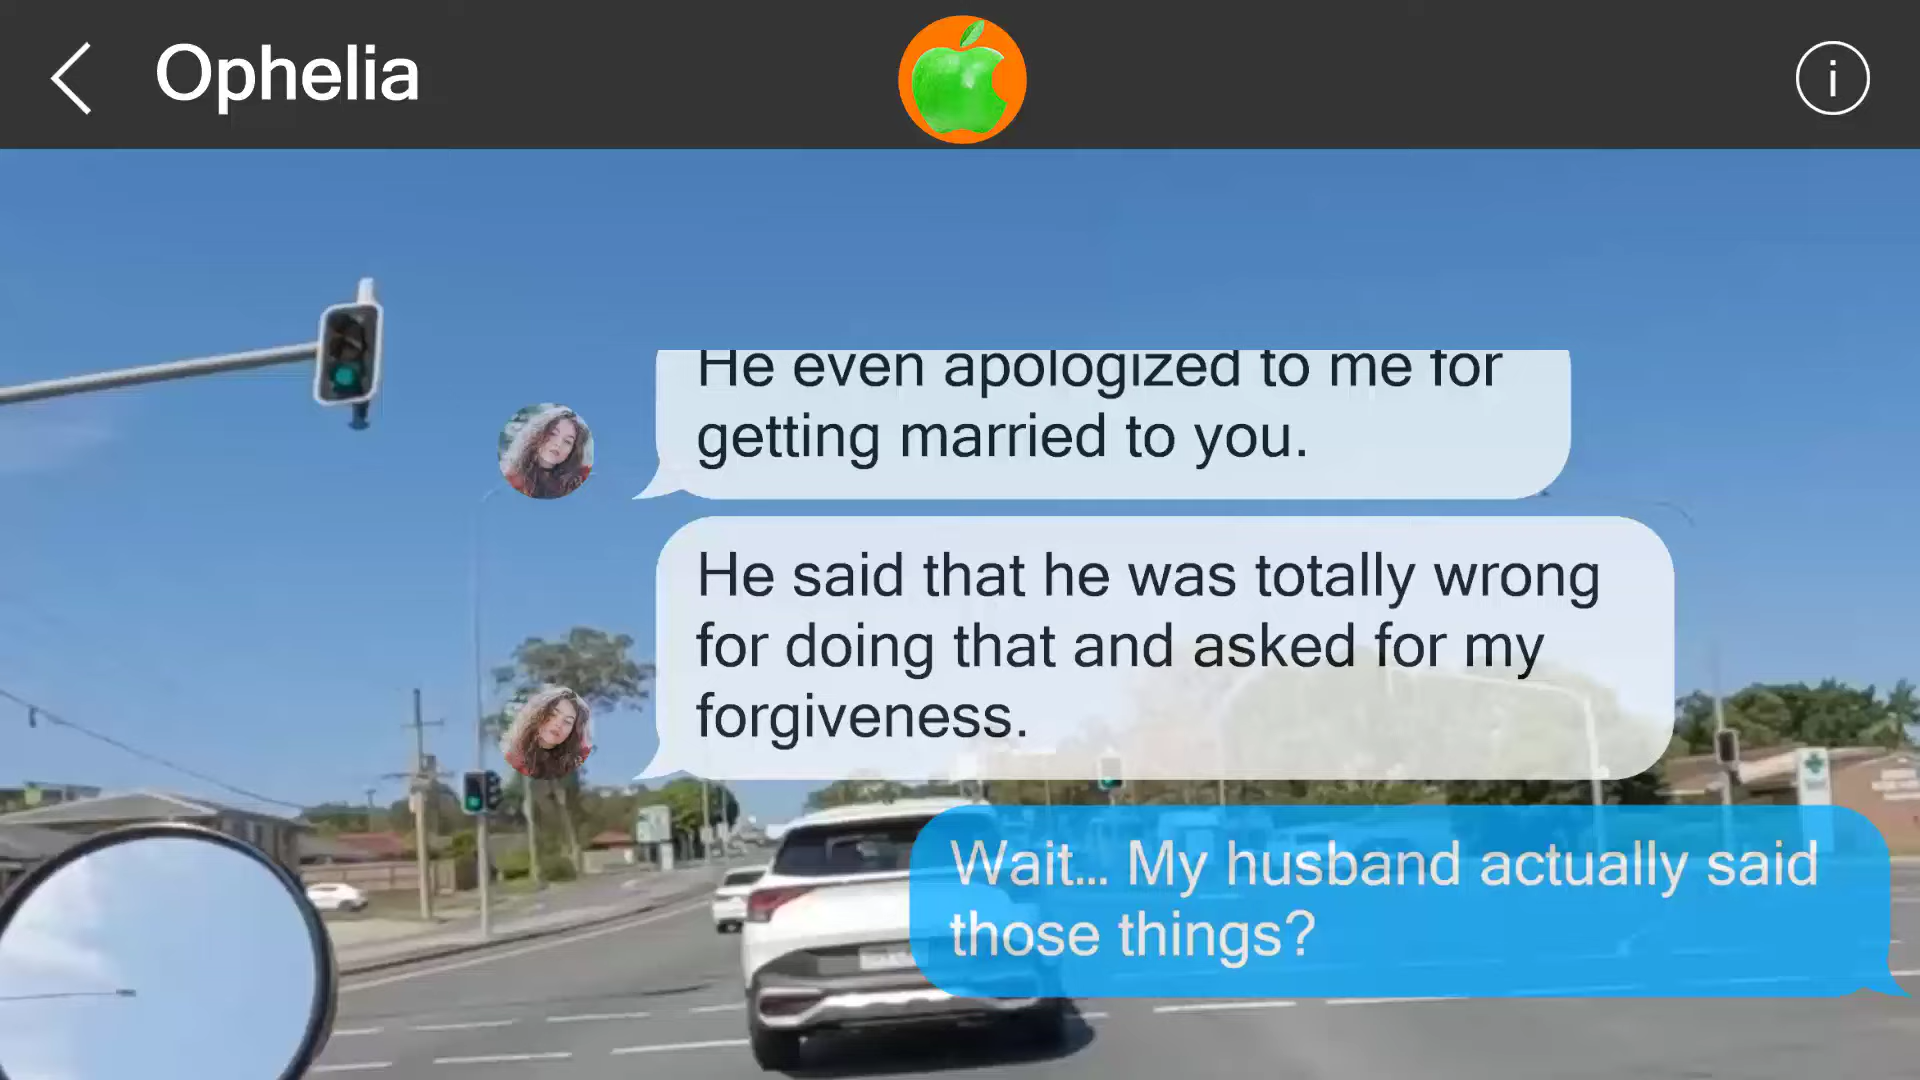 Ophelia
He even apologized to me for
getting married to you.
He said that he was totally wrong
for doing that and asked for my
forgiveness.
Wait... My husband actually said
those things?